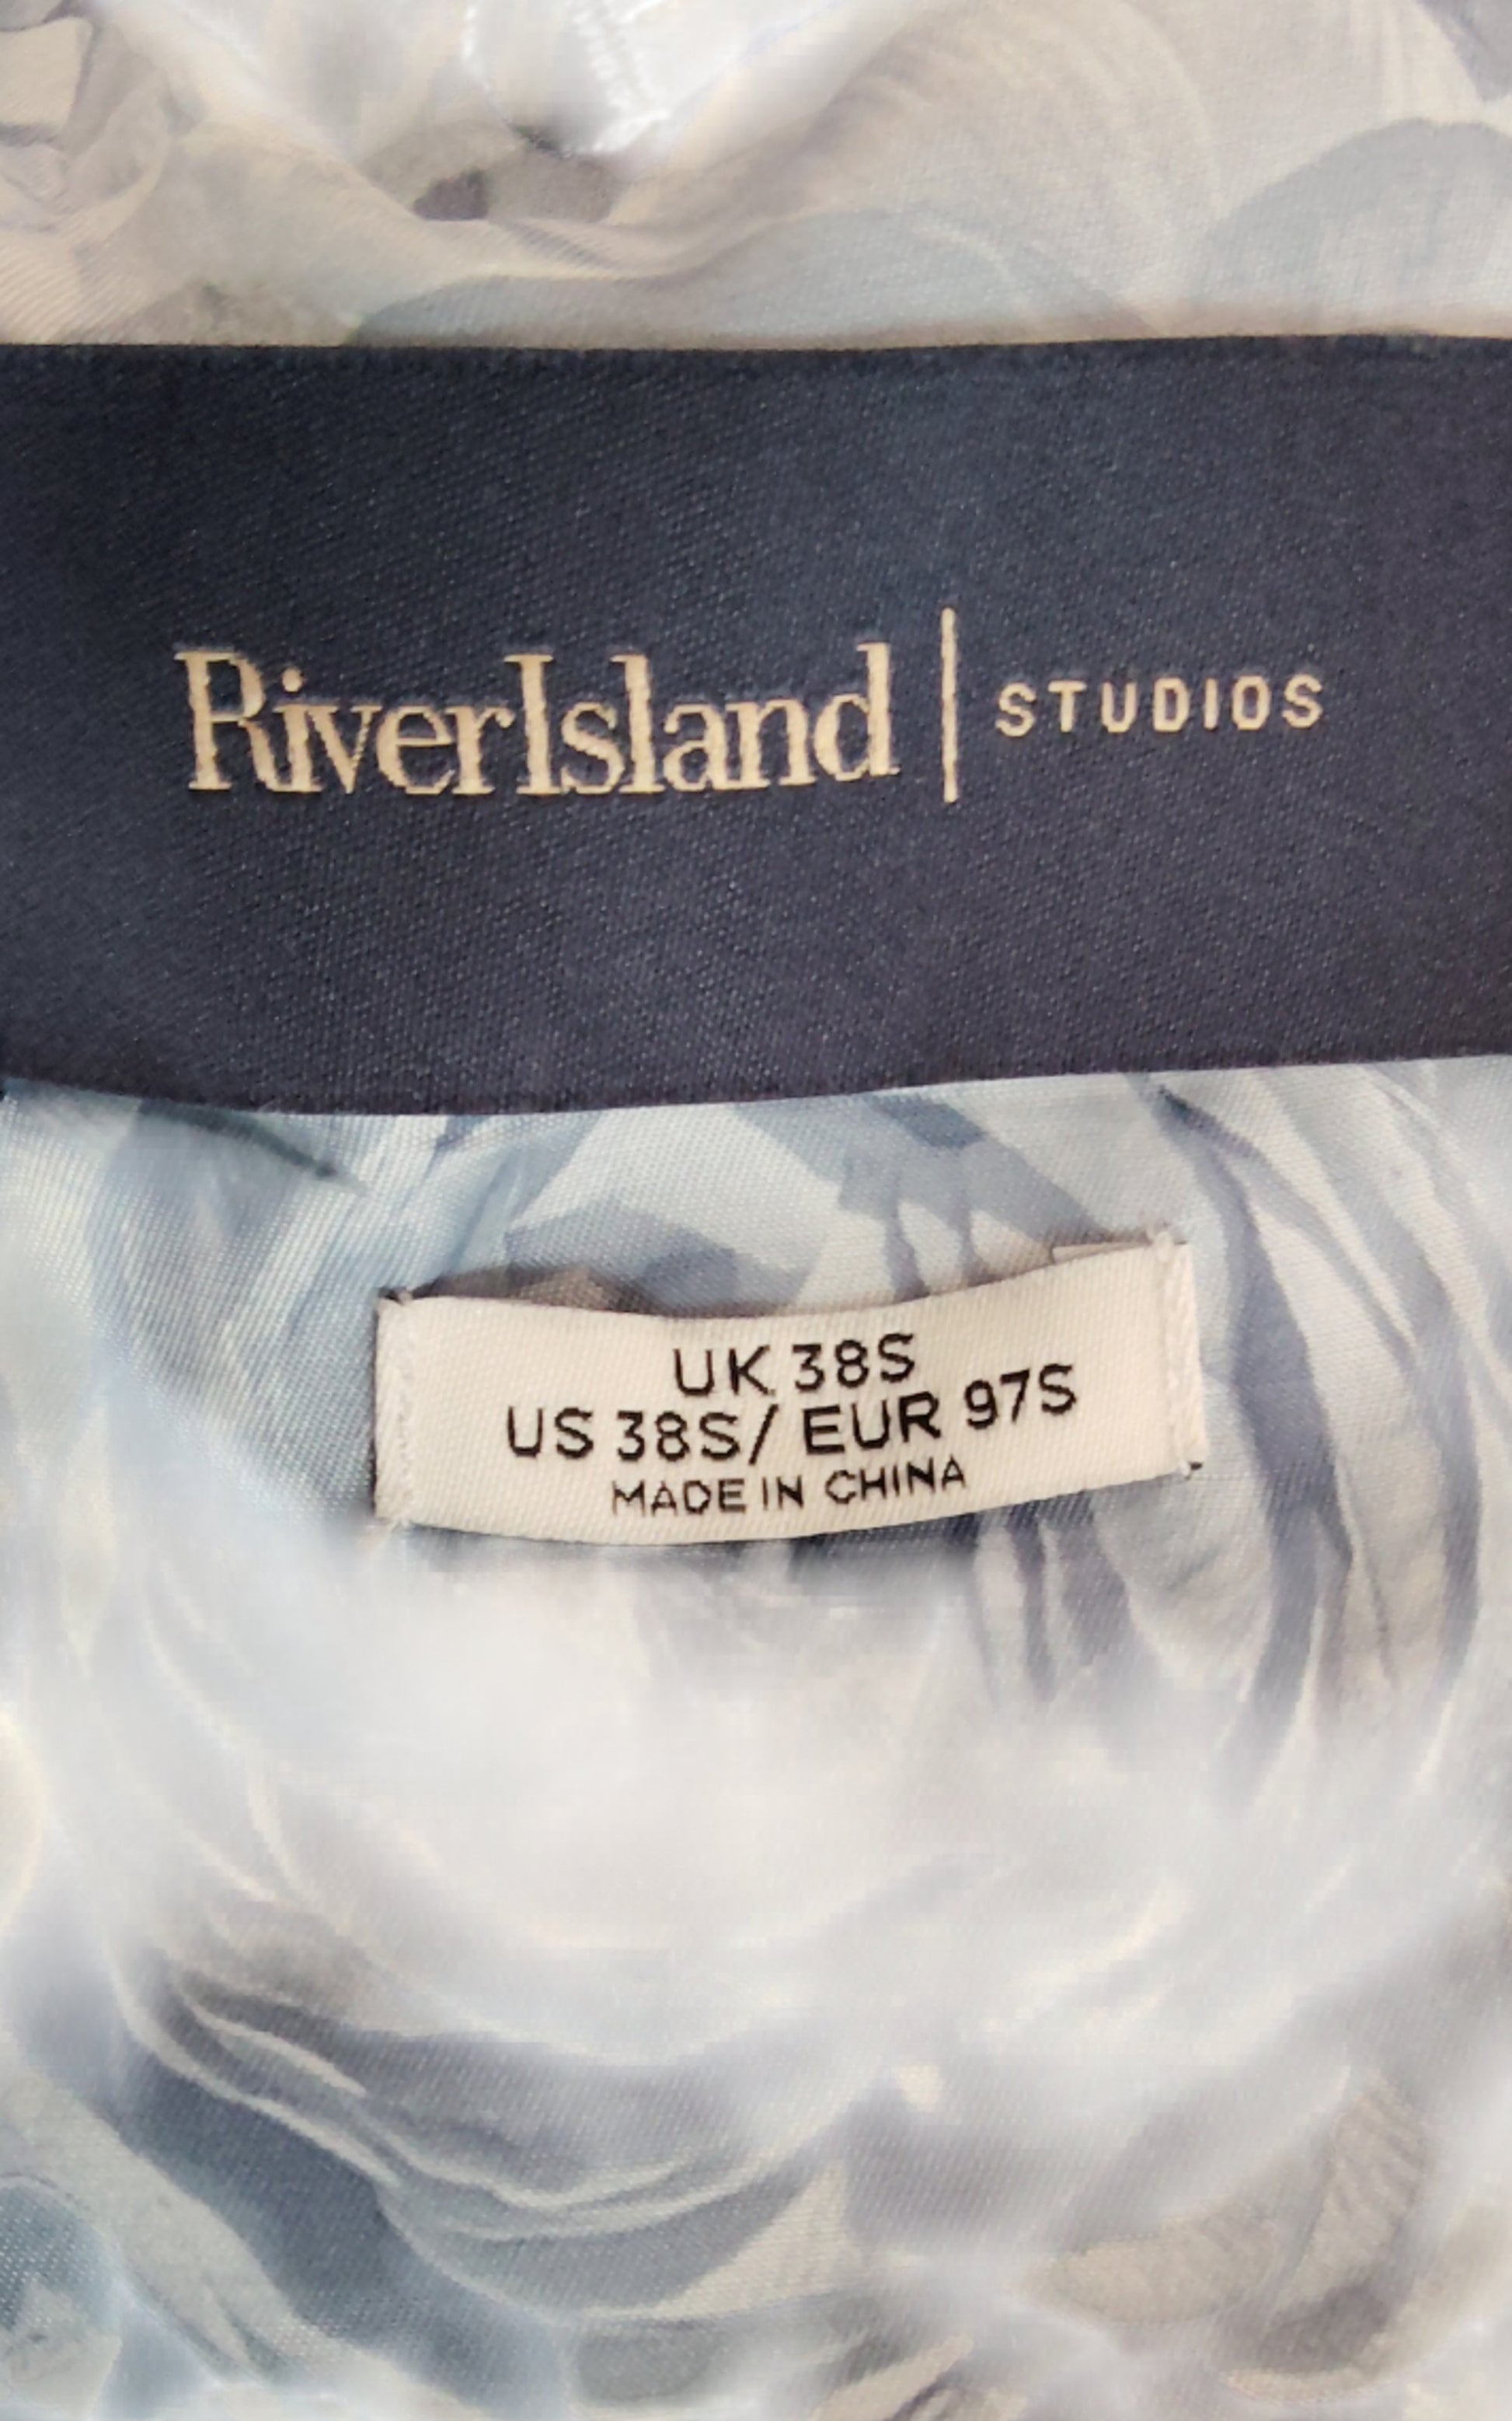 RiverIsland | STUDIOS
UK 38S
US 38S/ EUR 97S
MADE IN CHINA